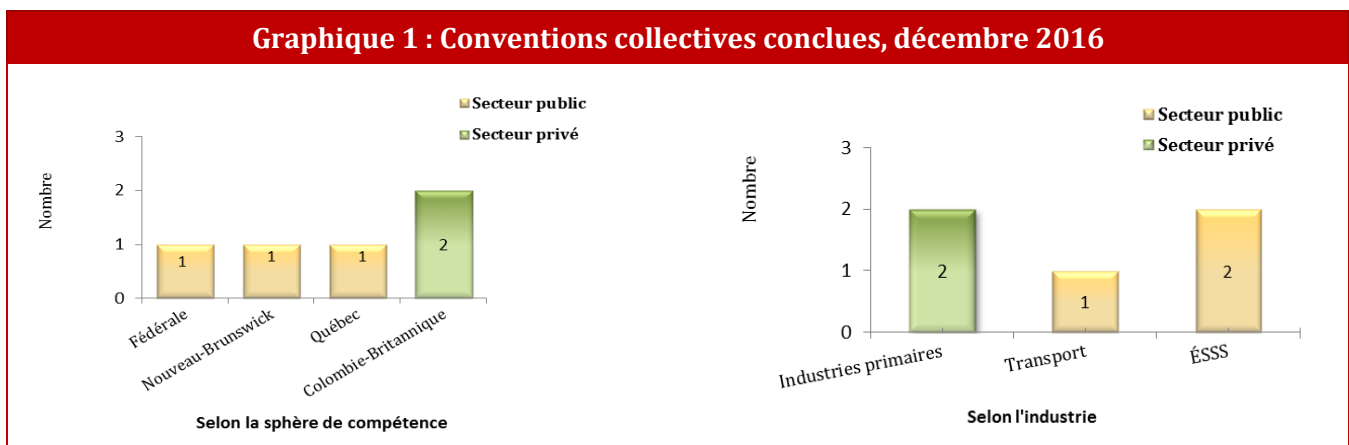 Graphique 1 : Conventions collectives conclues, décembre 2016
Secteur public
Secteur privé
Nombre
3
2
1
0
1
1
1
2
Fédérale
Nouveau-Brunswick
Québec
Colombie-Britannique
Selon la sphère de compétence
Secteur public
Secteur privé
Nombre
3
2
1
0
2
1
2
Industries primaires
Transport
ÉSSS
Selon l'industrie